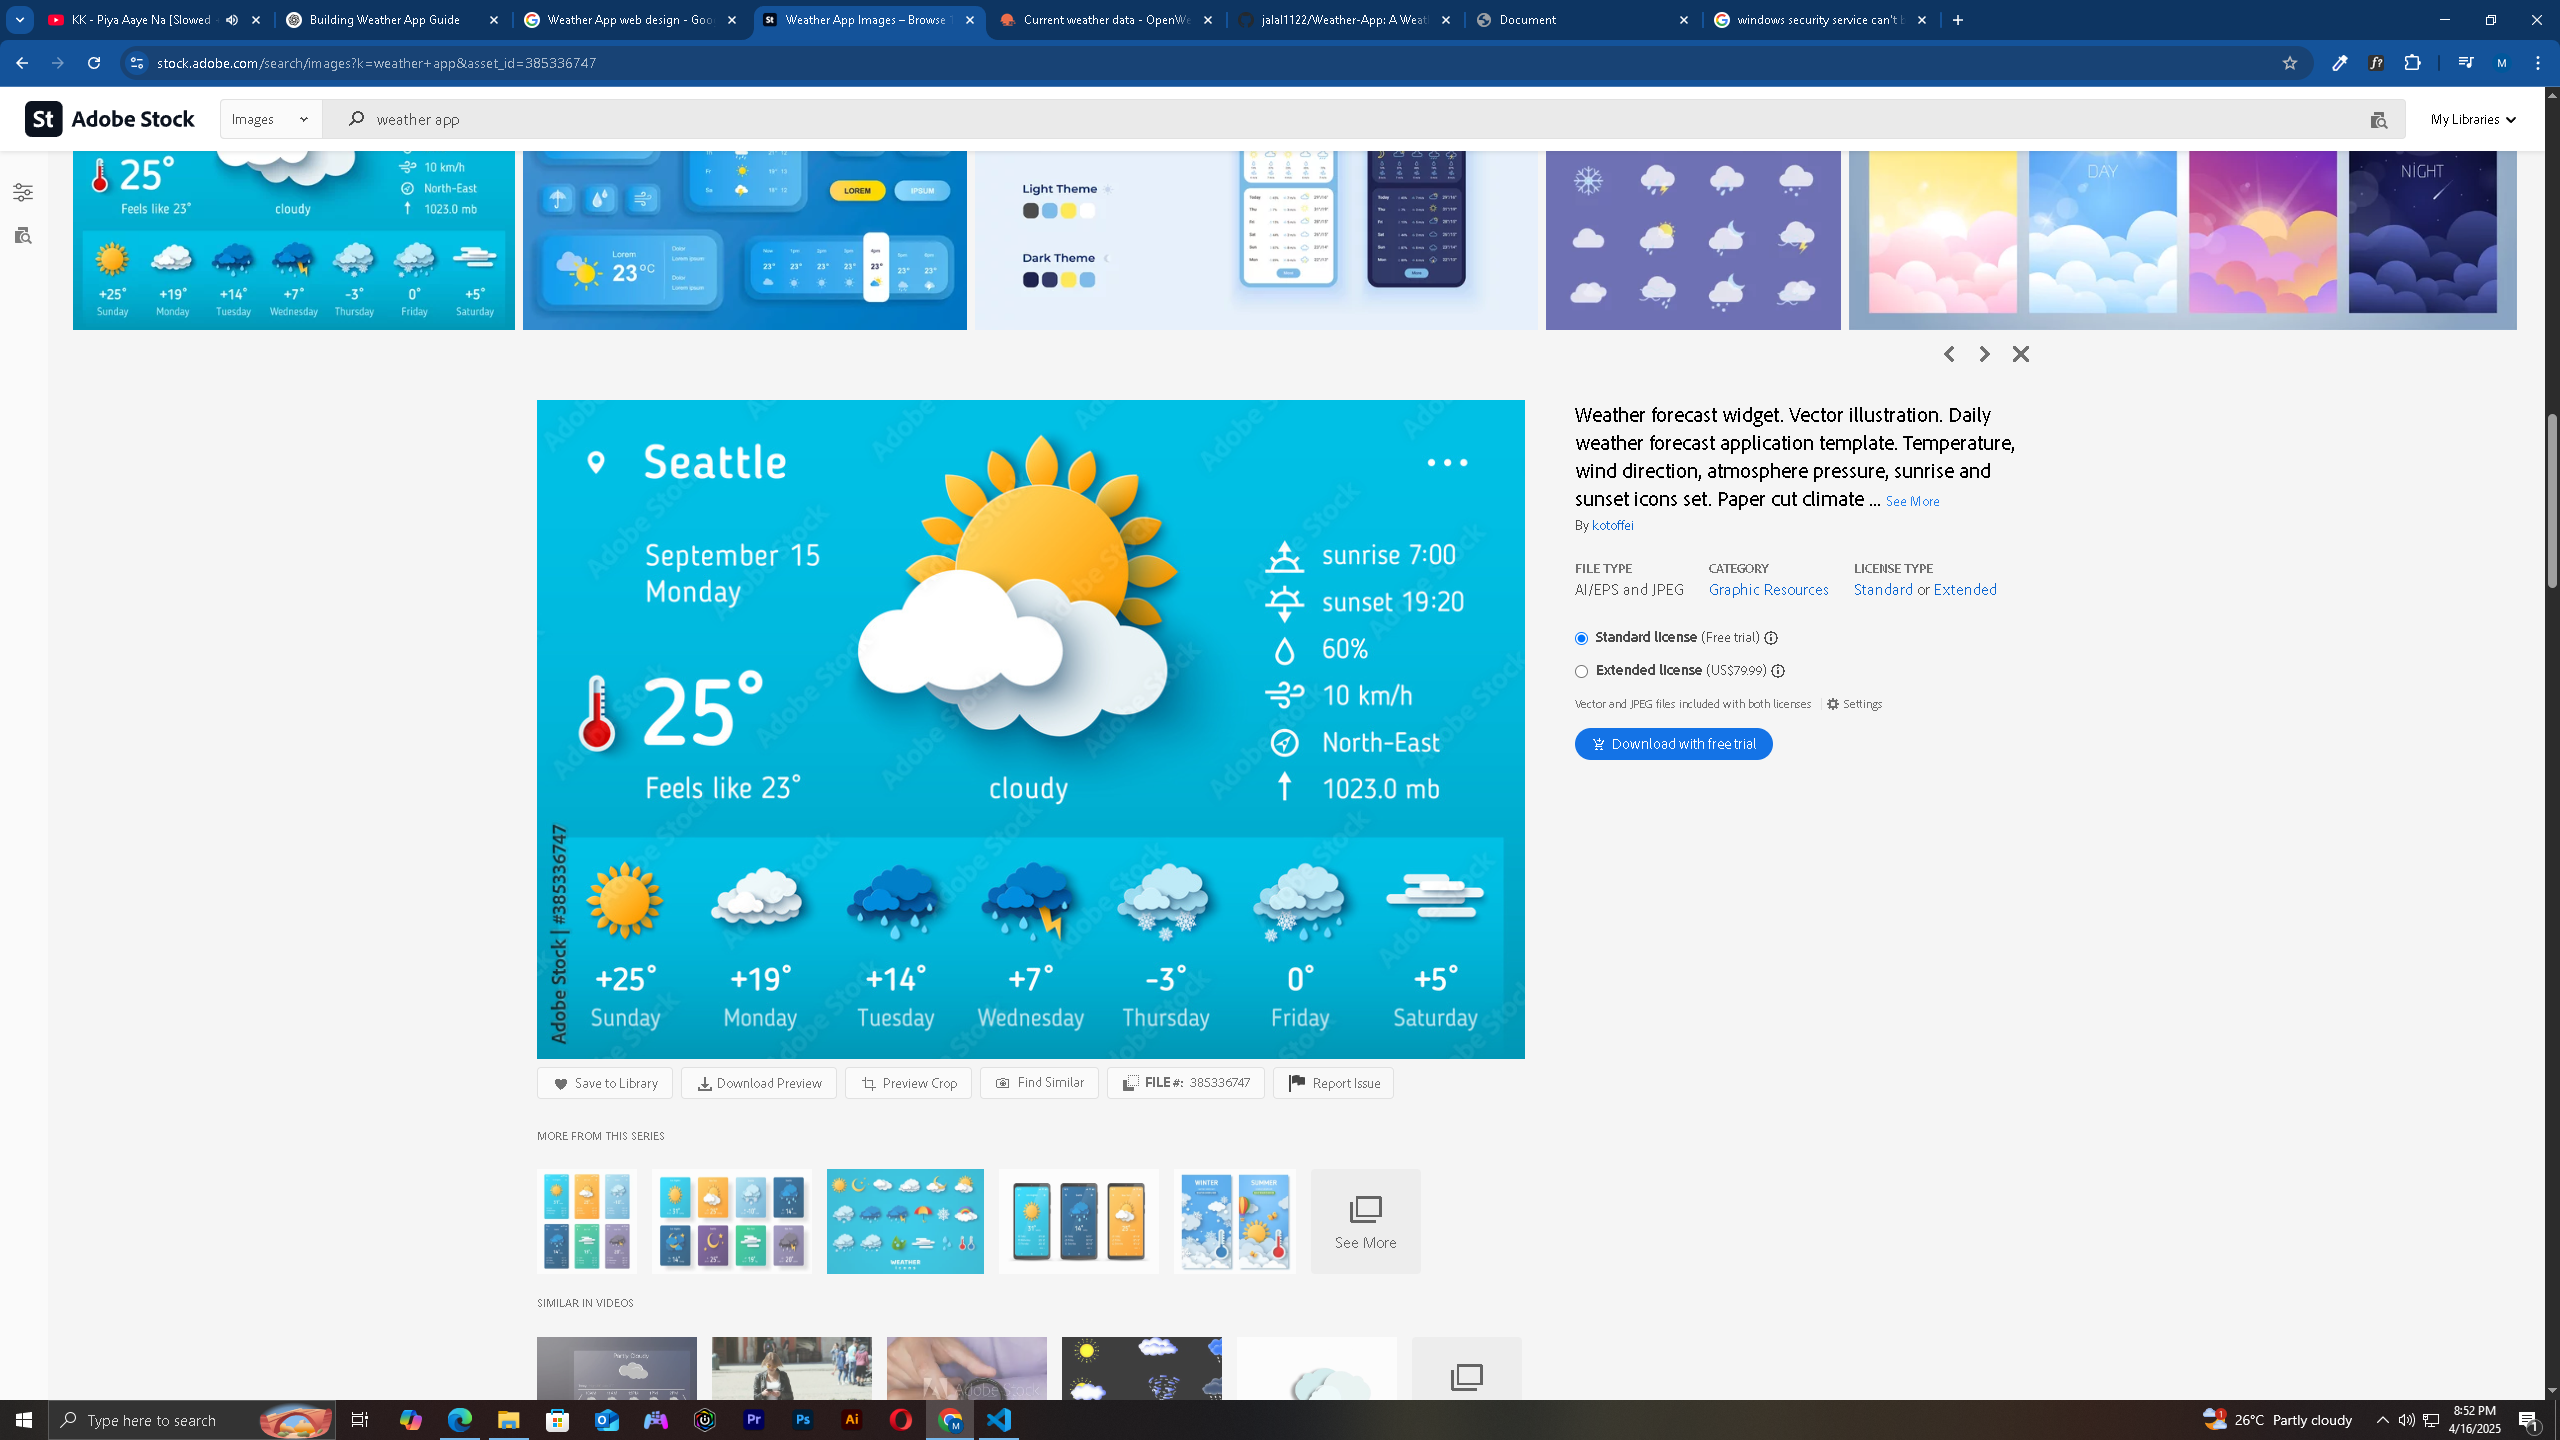 KK - Piya Aaye Na [Slowed
Building Weather App Guide
Weather App web design - Goo
Weather App Images – Browse 1
Current weather data - OpenWe
jalal1122/Weather-App: A Weath
Document
windows security service can't b
stock.adobe.com/search/images?k=weather+app&asset_id=385336747
M
St Adobe Stock
Images
weather app
My Libraries
25°
Feels like 23°
cloudy
10 km/h
North-East
1023.0 mb
+25° +19° +14° +7° -3° 0° +5°
Sunday Monday Tuesday Wednesday Thursday Friday Saturday
LOREM
IPSUM
Lorem
23°C
Light Theme
Dark Theme
DAY
NIGHT
Seattle
September 15
Monday
25°
Feels like 23°
cloudy
sunrise 7:00
sunset 19:20
60%
10 km/h
North-East
1023.0 mb
+25° +19° +14° +7° -3° 0° +5°
Sunday Monday Tuesday Wednesday Thursday Friday Saturday
Adobe Stock | #385336747
Weather forecast widget. Vector illustration. Daily
weather forecast application template. Temperature,
wind direction, atmosphere pressure, sunrise and
sunset icons set. Paper cut climate ... See More
By kotoffei
FILE TYPE CATEGORY LICENSE TYPE
AI/EPS and JPEG Graphic Resources Standard or Extended
Standard license (Free trial)
Extended license (US$79.99)
Vector and JPEG files included with both licenses | Settings
Download with free trial
Save to Library
Download Preview
Preview Crop
Find Similar
FILE #: 385336747
Report Issue
MORE FROM THIS SERIES
WEATHER
WINTER
SUMMER
See More
SIMILAR IN VIDEOS
Partly Cloudy
Adobe Stock
Type here to search
26°C Partly cloudy
8:52 PM
4/16/2025